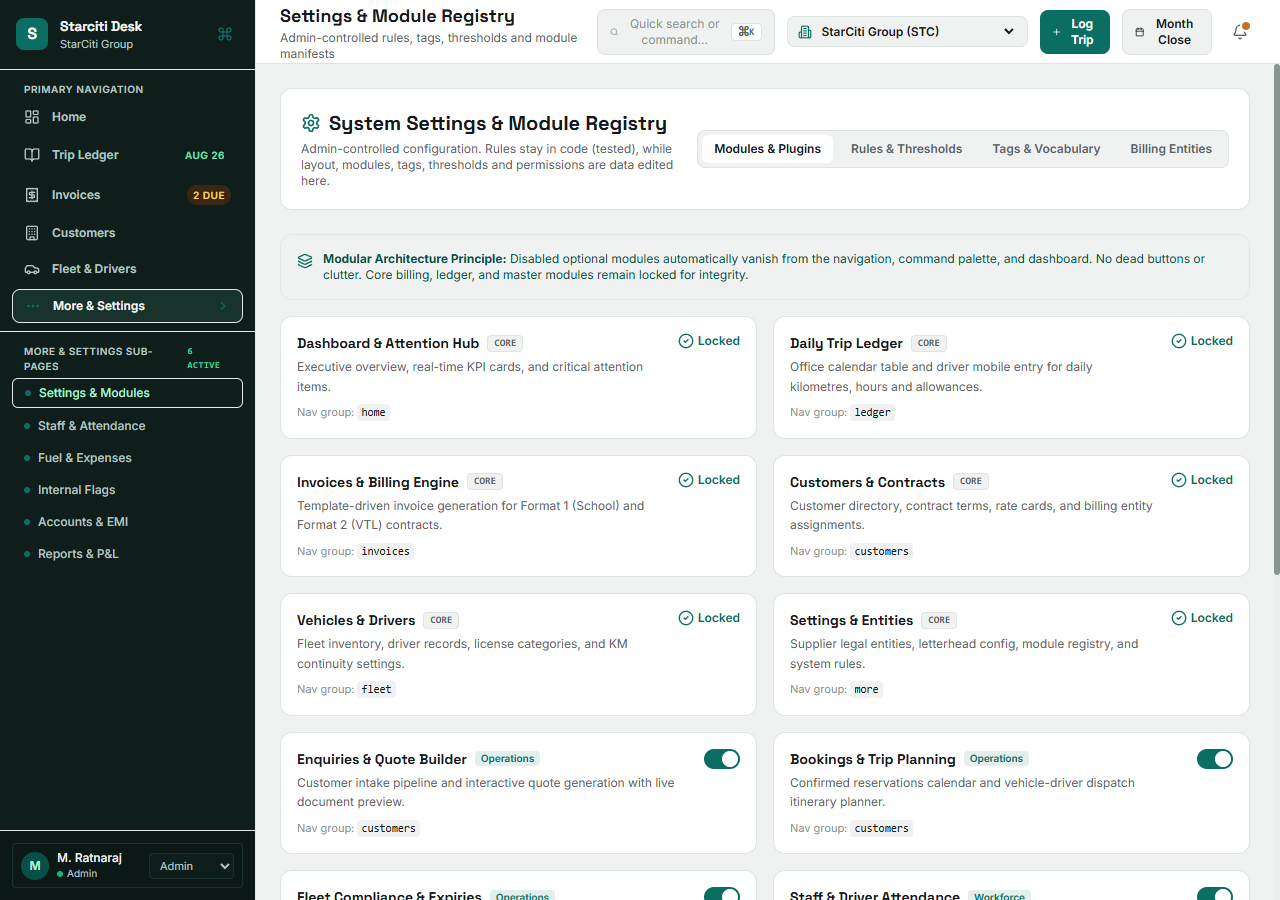 S
Starciti Desk
StarCiti Group
⌘
PRIMARY NAVIGATION
Home
Trip Ledger
AUG 26
Invoices
2 DUE
Customers
Fleet & Drivers
More & Settings
MORE & SETTINGS SUB-
PAGES
6
ACTIVE
Settings & Modules
Staff & Attendance
Fuel & Expenses
Internal Flags
Accounts & EMI
Reports & P&L
M
M. Ratnaraj
Admin
Admin
Settings & Module Registry
Admin-controlled rules, tags, thresholds and module
manifests
Quick search or
command...
⌘K
StarCiti Group (STC)
+ Log
Trip
Month
Close
System Settings & Module Registry
Admin-controlled configuration. Rules stay in code (tested), while
layout, modules, tags, thresholds and permissions are data edited
here.
Modules & Plugins
Rules & Thresholds
Tags & Vocabulary
Billing Entities
Modular Architecture Principle: Disabled optional modules automatically vanish from the navigation, command palette, and dashboard. No dead buttons or
clutter. Core billing, ledger, and master modules remain locked for integrity.
Dashboard & Attention Hub CORE
Locked
Executive overview, real-time KPI cards, and critical attention
items.
Nav group: home
Daily Trip Ledger CORE
Locked
Office calendar table and driver mobile entry for daily
kilometres, hours and allowances.
Nav group: ledger
Invoices & Billing Engine CORE
Locked
Template-driven invoice generation for Format 1 (School) and
Format 2 (VTL) contracts.
Nav group: invoices
Customers & Contracts CORE
Locked
Customer directory, contract terms, rate cards, and billing entity
assignments.
Nav group: customers
Vehicles & Drivers CORE
Locked
Fleet inventory, driver records, license categories, and KM
continuity settings.
Nav group: fleet
Settings & Entities CORE
Locked
Supplier legal entities, letterhead config, module registry, and
system rules.
Nav group: more
Enquiries & Quote Builder Operations
Customer intake pipeline and interactive quote generation with live
document preview.
Nav group: customers
Bookings & Trip Planning Operations
Confirmed reservations calendar and vehicle-driver dispatch
itinerary planner.
Nav group: customers
Fleet Compliance & Expiries Operations
Staff & Driver Attendance Workforce